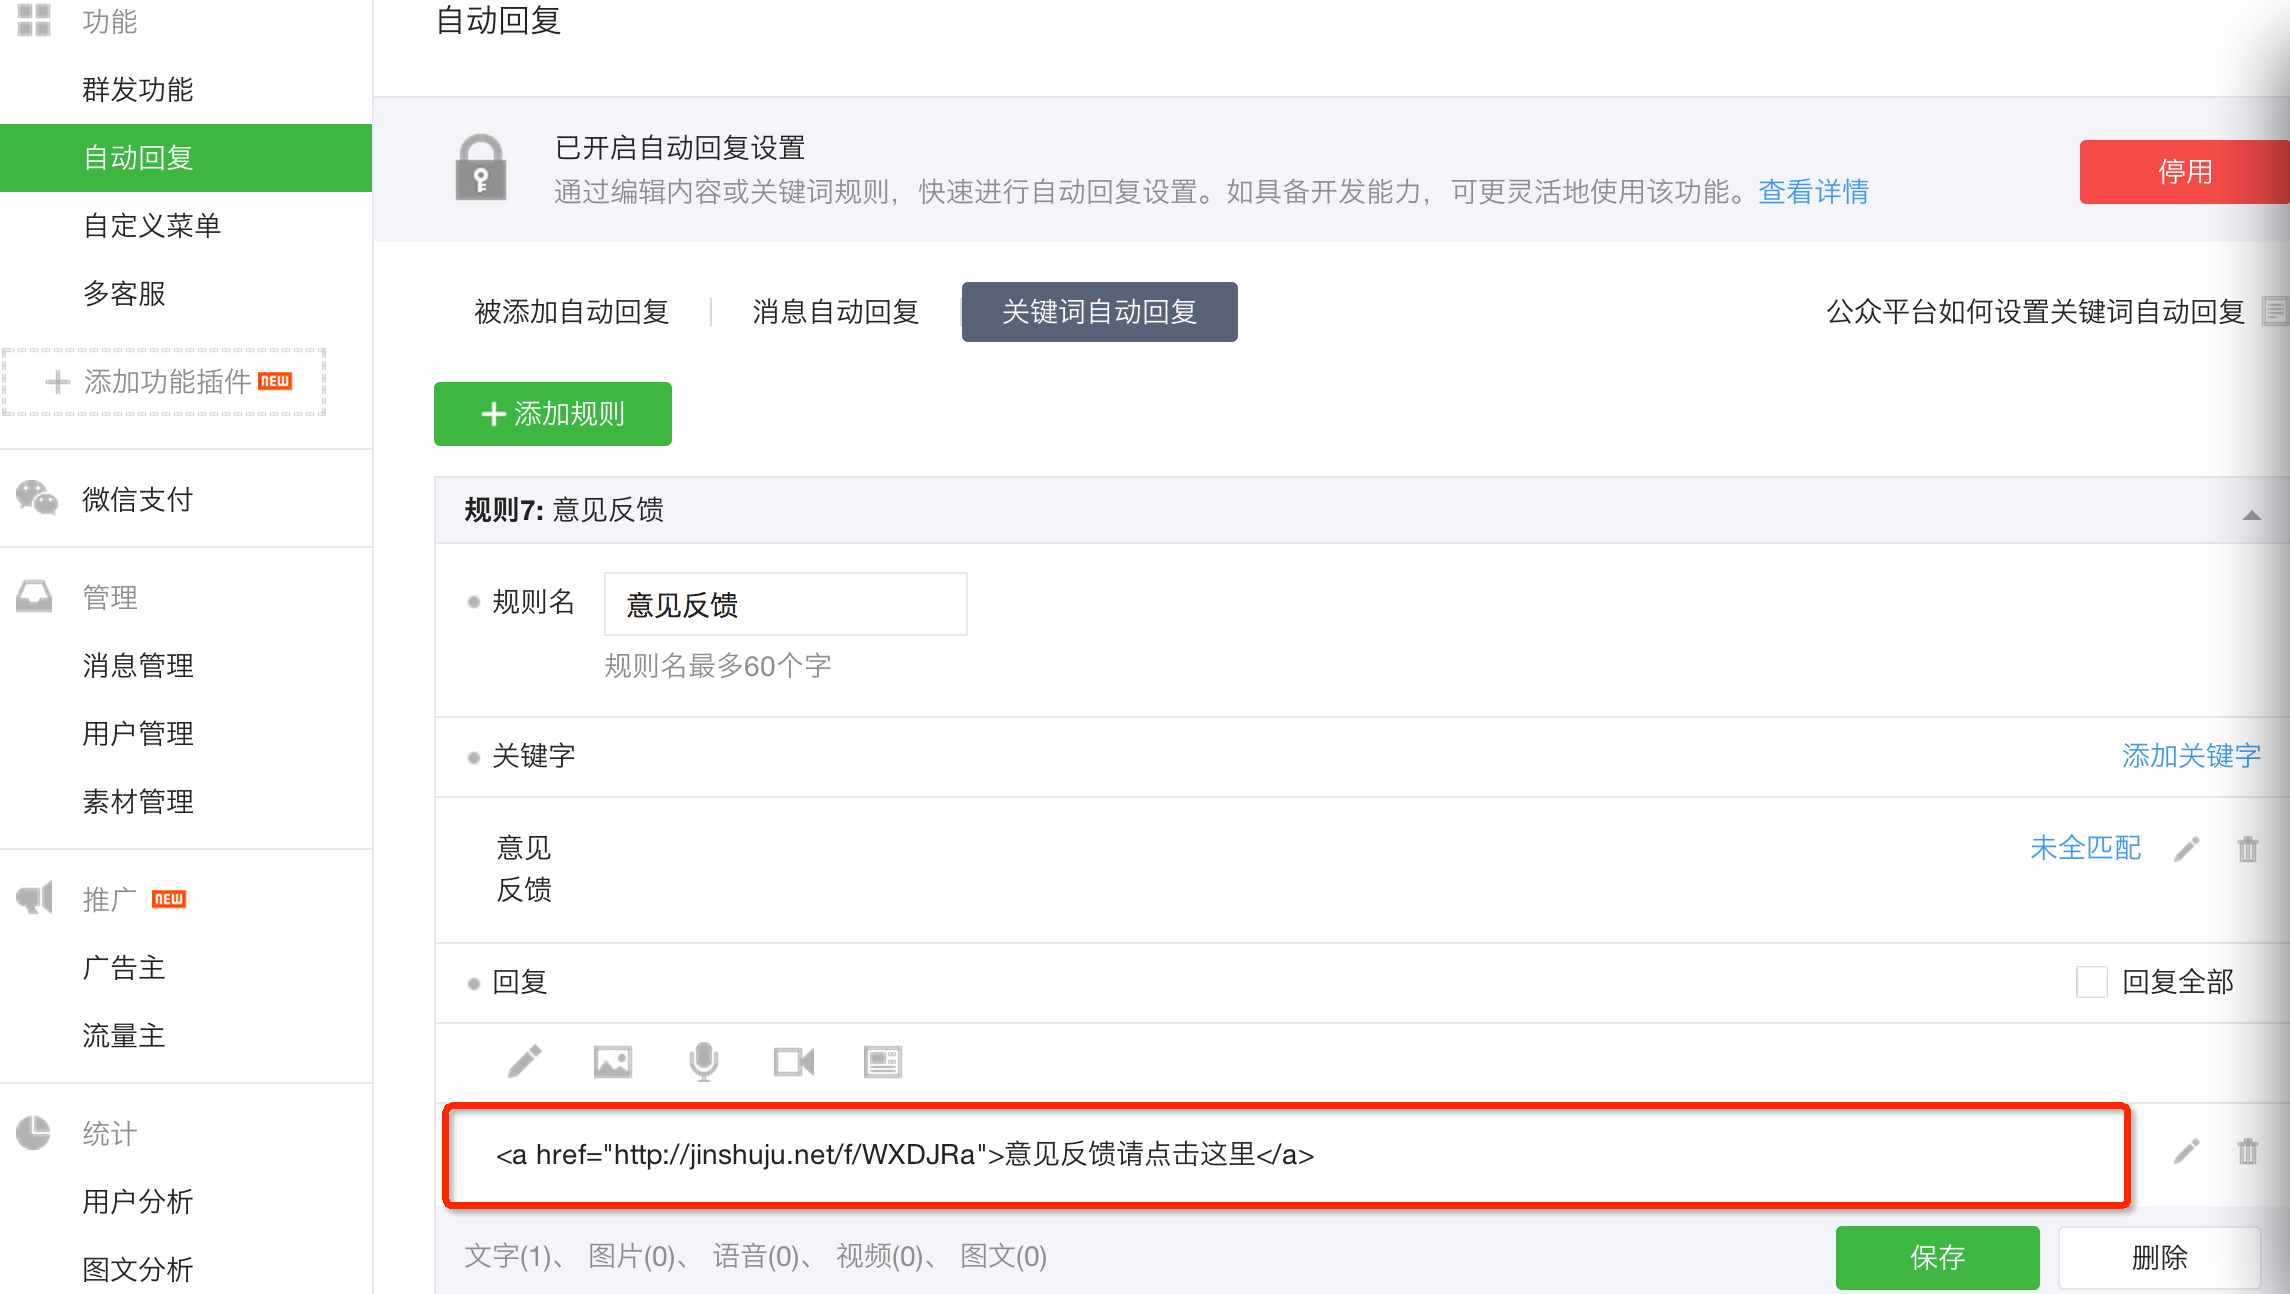 功能
群发功能
自动回复
自定义菜单
多客服
添加功能插件 NEW
微信支付
管理
消息管理
用户管理
素材管理
推广 NEW
广告主
流量主
统计
用户分析
图文分析
自动回复
已开启自动回复设置
通过编辑内容或关键词规则，快速进行自动回复设置。如具备开发能力，可更灵活地使用该功能。查看详情
停用
被添加自动回复
消息自动回复
关键词自动回复
公众平台如何设置关键词自动回复
添加规则
规则7: 意见反馈
规则名 意见反馈
规则名最多60个字
关键字 添加关键字
意见
反馈
未全匹配
回复 回复全部
<a href="http://jinshuju.net/f/WXDJRa">意见反馈请点击这里</a>
文字(1)、 图片(0)、 语音(0)、 视频(0)、 图文(0)
保存 删除